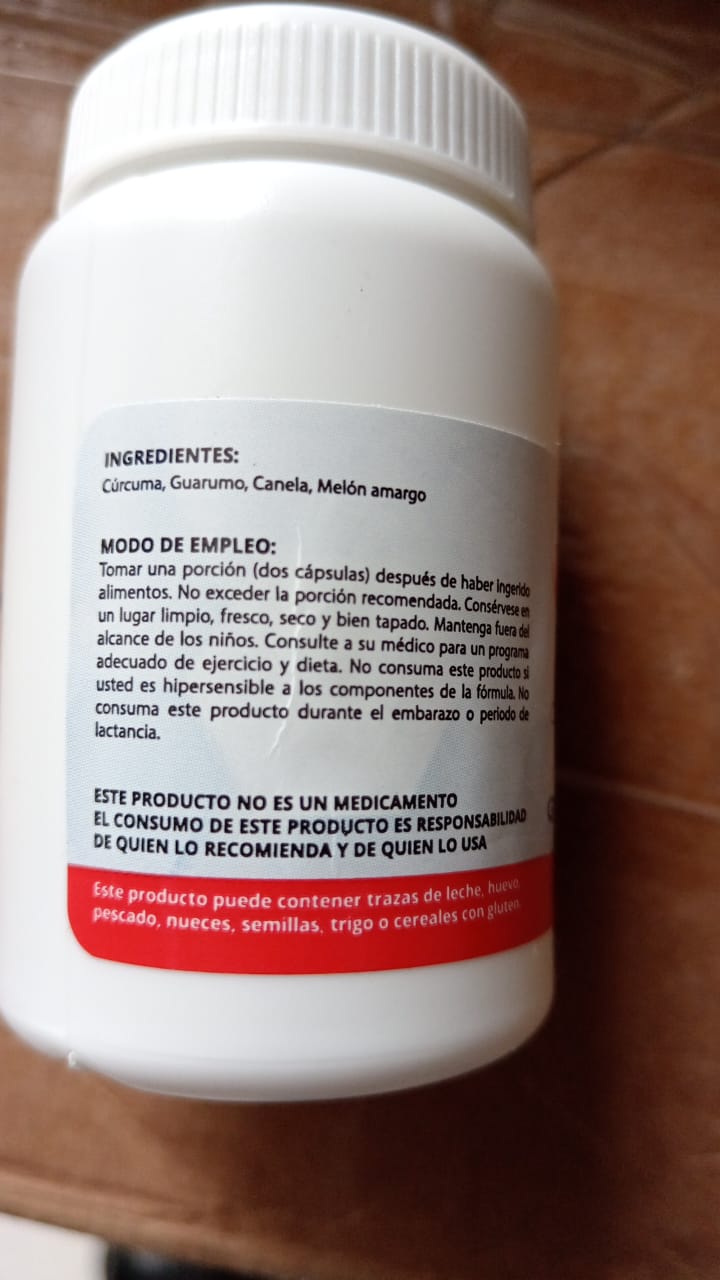 INGREDIENTES:
Cúrcuma, Guarumo, Canela, Melón amargo
MODO DE EMPLEO:
Tomar una porción (dos cápsulas) después de haber ingerido
alimentos. No exceder la porción recomendada. Consérvese en
un lugar limpio, fresco, seco y bien tapado. Mantenga fuera del
alcance de los niños. Consulte a su médico para un programa
adecuado de ejercicio y dieta. No consuma este producto si
usted es hipersensible a los componentes de la fórmula. No
consuma este producto durante el embarazo o periodo de
lactancia.
ESTE PRODUCTO NO ES UN MEDICAMENTO
EL CONSUMO DE ESTE PRODUCTO ES RESPONSABILIDAD
DE QUIEN LO RECOMIENDA Y DE QUIEN LO USA
Este producto puede contener trazas de leche, huevo,
pescado, nueces, semillas, trigo o cereales con gluten.